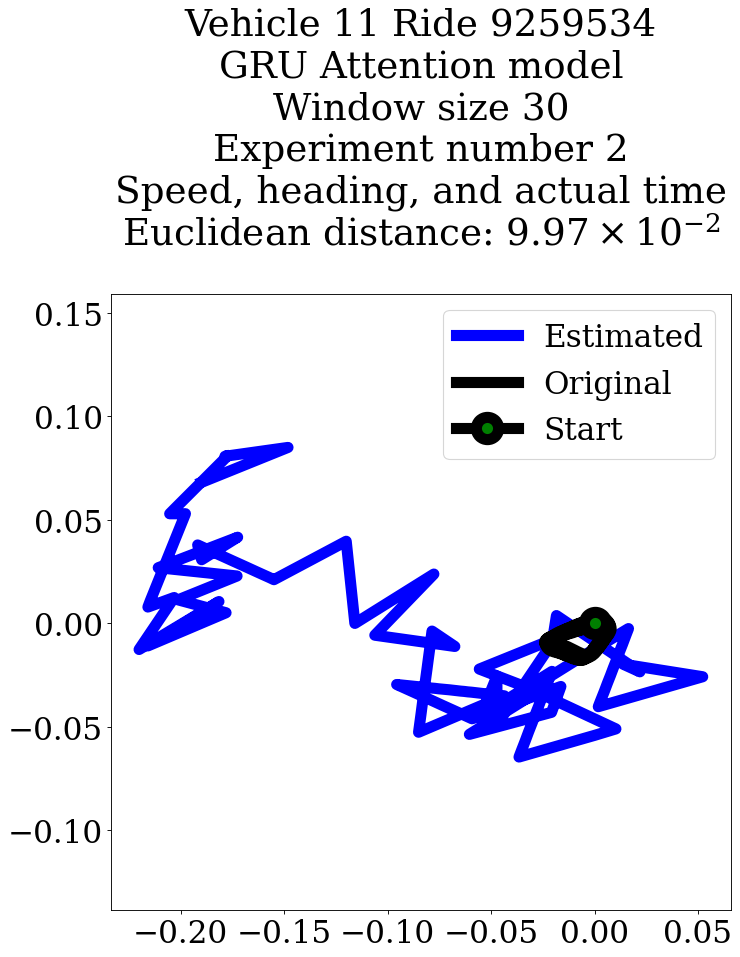 Vehicle 11 Ride 9259534
GRU Attention model
Window size 30
Experiment number 2
Speed, heading, and actual time
Euclidean distance: 9.97 × 10⁻²
Estimated
Original
Start
0.15
0.10
0.05
0.00
−0.05
−0.10
−0.20 −0.15 −0.10 −0.05 0.00 0.05